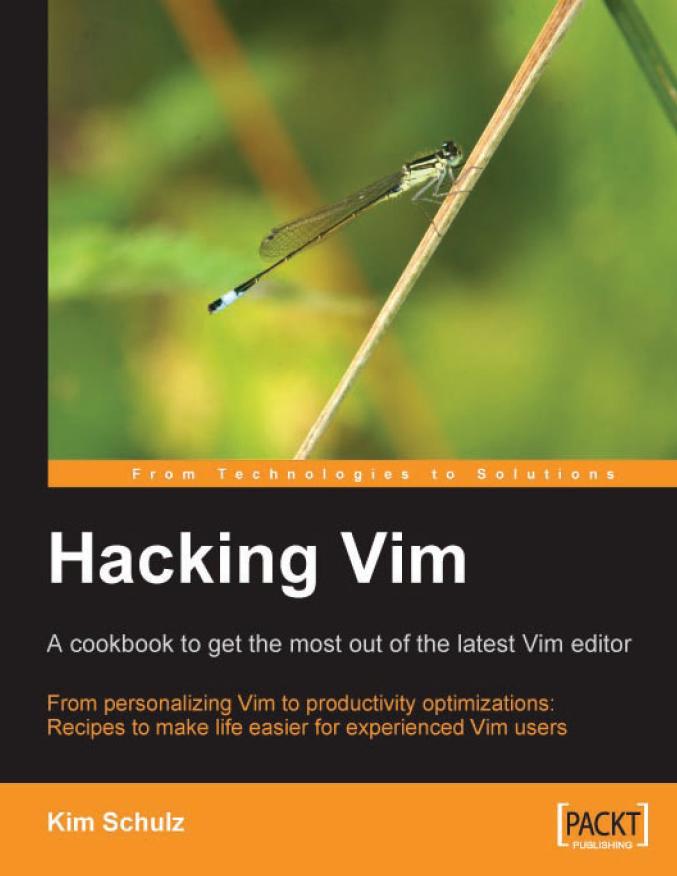 From Technologies to Solutions
Hacking Vim
A cookbook to get the most out of the latest Vim editor
From personalizing Vim to productivity optimizations:
Recipes to make life easier for experienced Vim users
Kim Schulz
PACKT
PUBLISHING